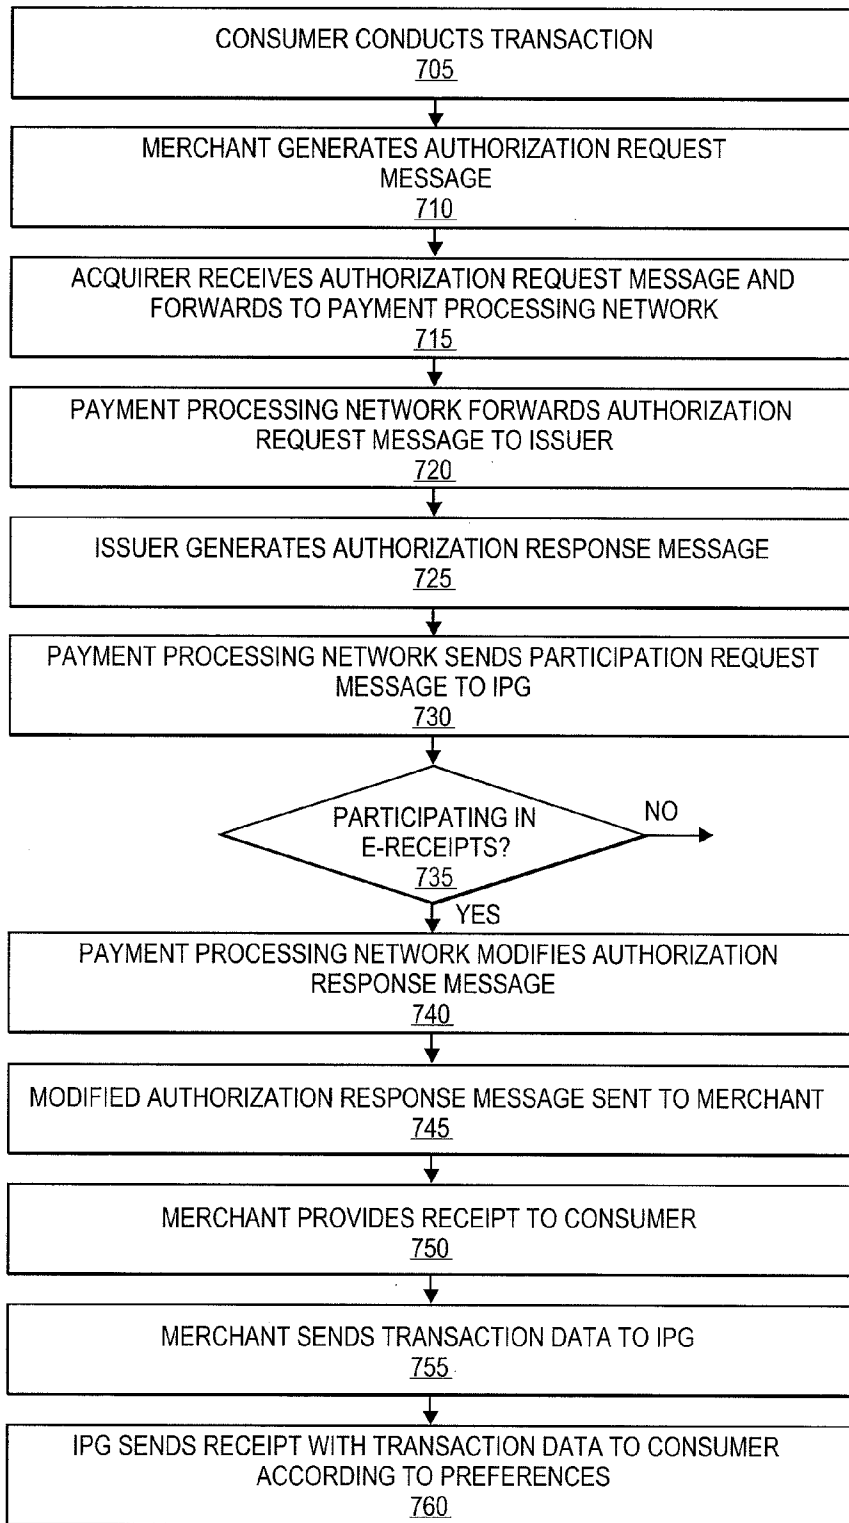 CONSUMER CONDUCTS TRANSACTION
705
MERCHANT GENERATES AUTHORIZATION REQUEST
MESSAGE
710
ACQUIRER RECEIVES AUTHORIZATION REQUEST MESSAGE AND
FORWARDS TO PAYMENT PROCESSING NETWORK
715
PAYMENT PROCESSING NETWORK FORWARDS AUTHORIZATION
REQUEST MESSAGE TO ISSUER
720
ISSUER GENERATES AUTHORIZATION RESPONSE MESSAGE
725
PAYMENT PROCESSING NETWORK SENDS PARTICIPATION REQUEST
MESSAGE TO IPG
730
PARTICIPATING IN
E-RECEIPTS?
735
NO
YES
PAYMENT PROCESSING NETWORK MODIFIES AUTHORIZATION
RESPONSE MESSAGE
740
MODIFIED AUTHORIZATION RESPONSE MESSAGE SENT TO MERCHANT
745
MERCHANT PROVIDES RECEIPT TO CONSUMER
750
MERCHANT SENDS TRANSACTION DATA TO IPG
755
IPG SENDS RECEIPT WITH TRANSACTION DATA TO CONSUMER
ACCORDING TO PREFERENCES
760